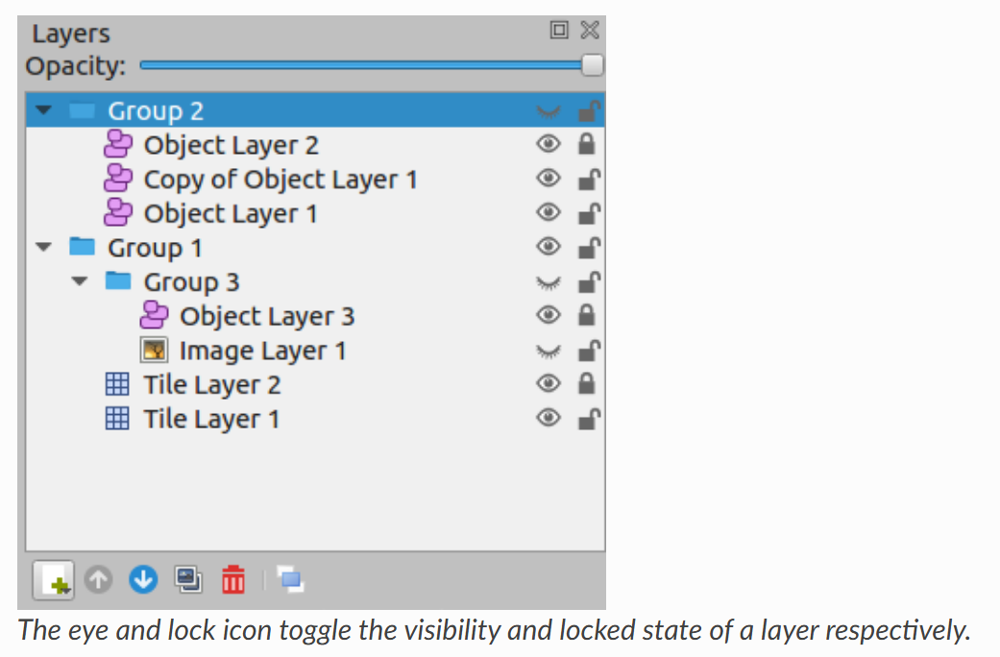 Layers
Opacity:
Group 2
Object Layer 2
Copy of Object Layer 1
Object Layer 1
Group 1
Group 3
Object Layer 3
Image Layer 1
Tile Layer 2
Tile Layer 1
The eye and lock icon toggle the visibility and locked state of a layer respectively.